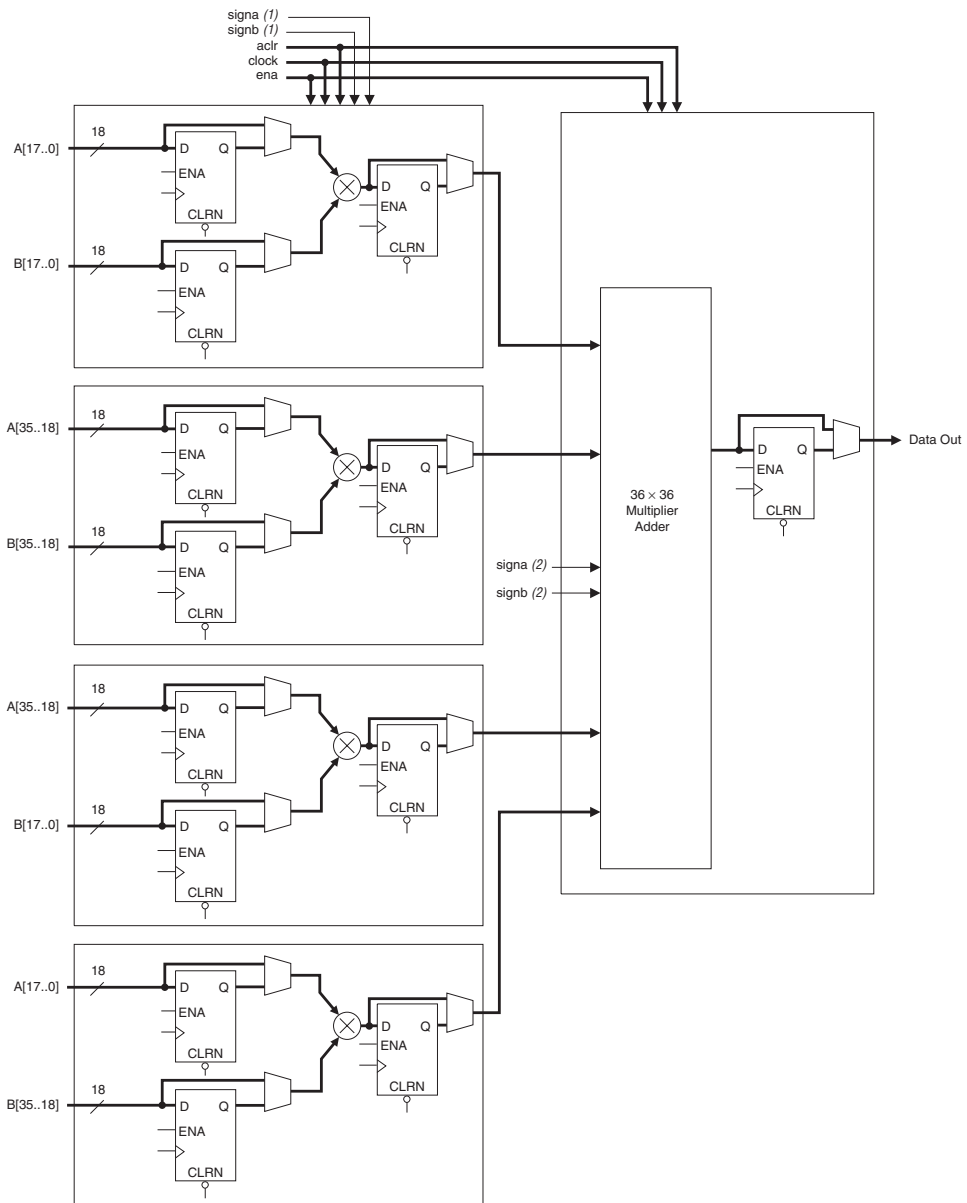 signa (1)
signb (1)
aclr
clock
ena
18
A[17..0]
D Q
ENA
CLRN
D Q
ENA
CLRN
18
B[17..0]
D Q
ENA
CLRN
18
A[35..18]
D Q
ENA
CLRN
D Q
ENA
CLRN
18
B[35..18]
D Q
ENA
CLRN
D Q
ENA
CLRN
Data Out
36 × 36
Multiplier
Adder
signa (2)
signb (2)
18
A[35..18]
D Q
ENA
CLRN
D Q
ENA
CLRN
18
B[17..0]
D Q
ENA
CLRN
18
A[17..0]
D Q
ENA
CLRN
D Q
ENA
CLRN
18
B[35..18]
D Q
ENA
CLRN